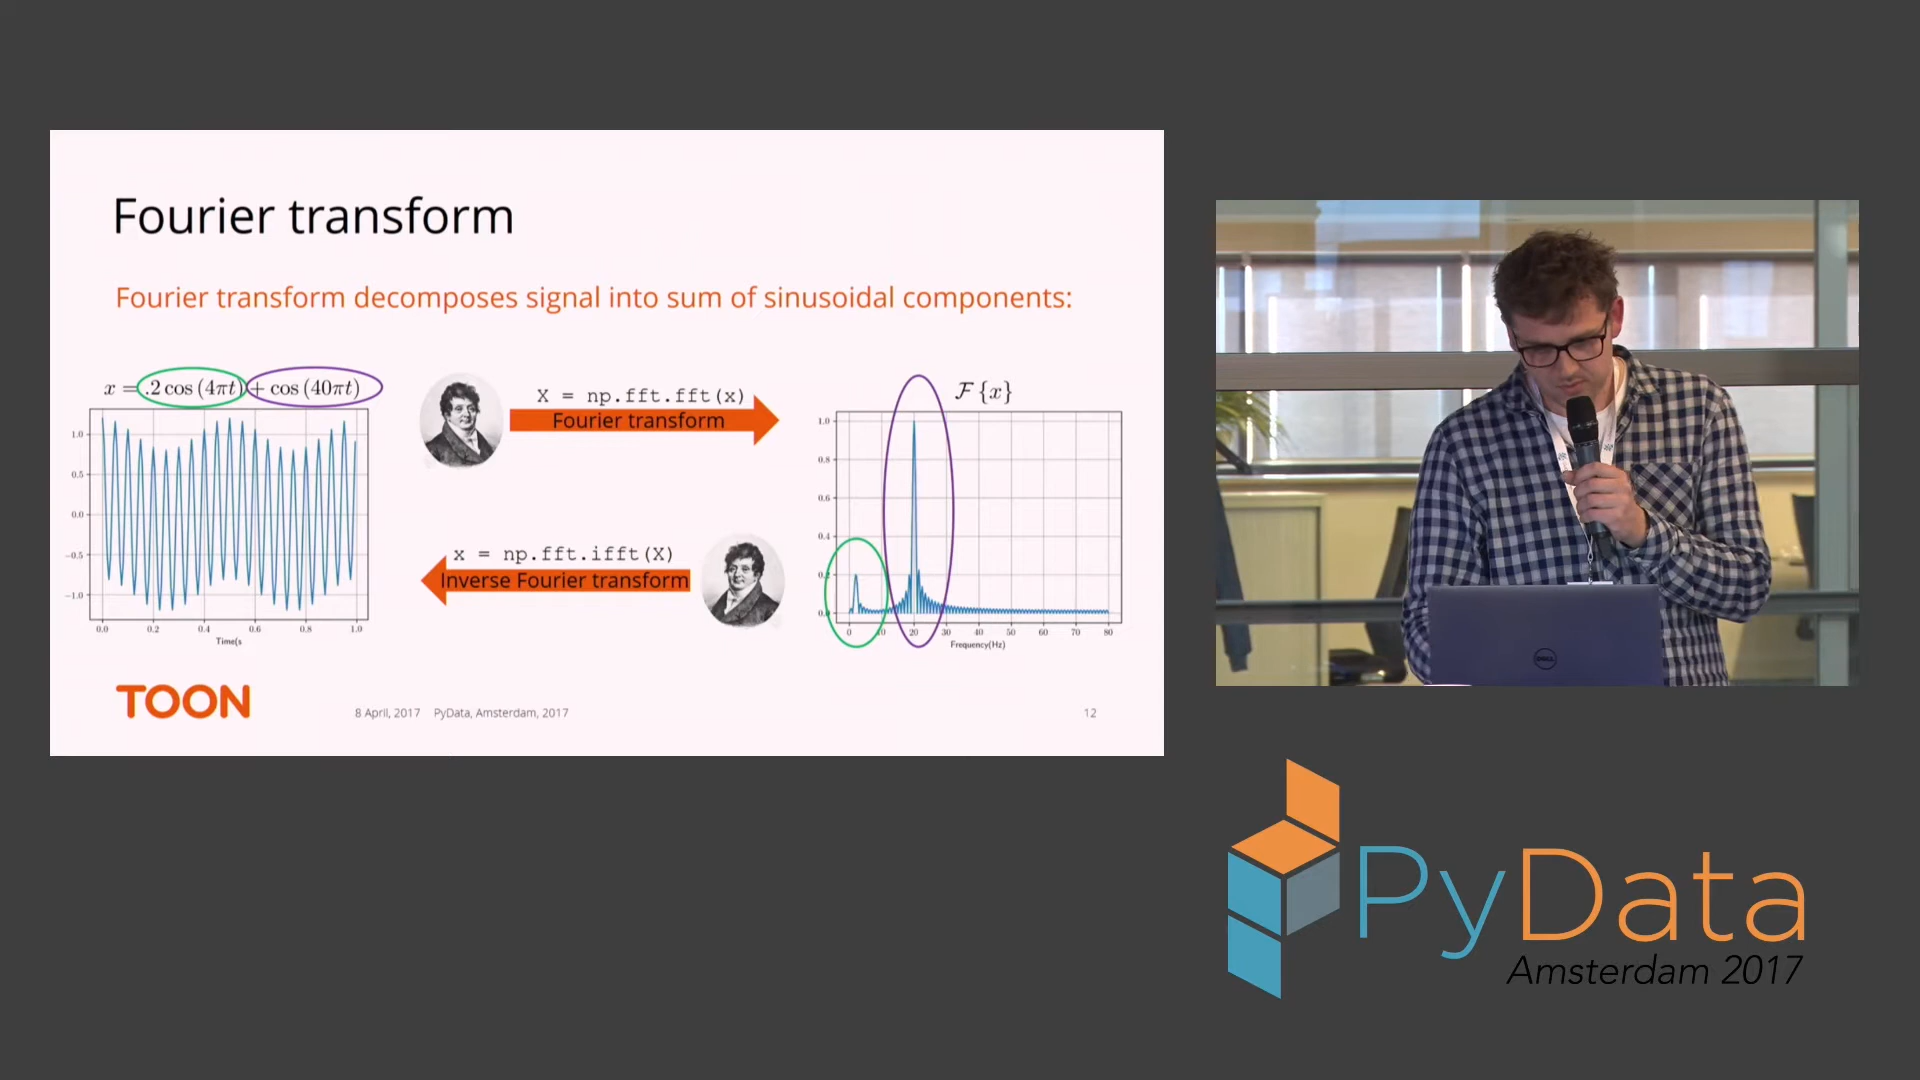 Fourier transform
Fourier transform decomposes signal into sum of sinusoidal components:
x = .2 cos (4πt) + cos (40πt)
X = np.fft.fft(x)
Fourier transform
x = np.fft.ifft(X)
Inverse Fourier transform
1.0
0.5
0.0
−0.5
−1.0
0.0 0.2 0.4 0.6 0.8 1.0
Time(s
ℱ {x}
1.0
0.8
0.6
0.4
0 10 20 30 40 50 60 70 80
Frequency(Hz)
TOON
8 April, 2017 PyData, Amsterdam, 2017
12
DELL
PyData
Amsterdam 2017